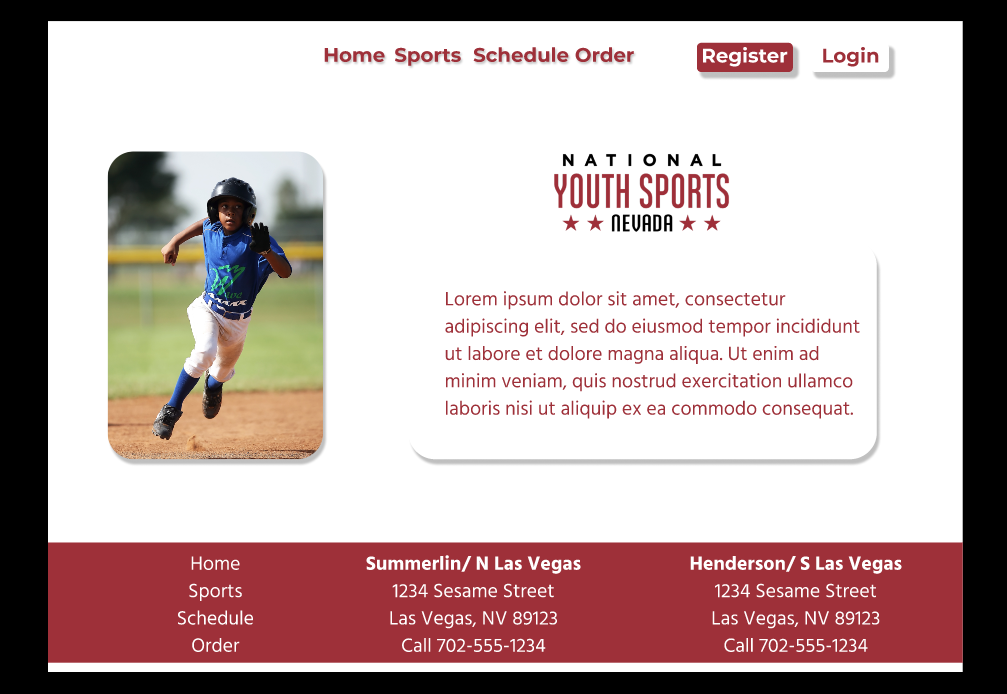 Home Sports Schedule Order Register Login
NATIONAL
YOUTH SPORTS
NEVADA
Lorem ipsum dolor sit amet, consectetur
adipiscing elit, sed do eiusmod tempor incididunt
ut labore et dolore magna aliqua. Ut enim ad
minim veniam, quis nostrud exercitation ullamco
laboris nisi ut aliquip ex ea commodo consequat.
Home
Sports
Schedule
Order
Summerlin/ N Las Vegas
1234 Sesame Street
Las Vegas, NV 89123
Call 702-555-1234
Henderson/ S Las Vegas
1234 Sesame Street
Las Vegas, NV 89123
Call 702-555-1234